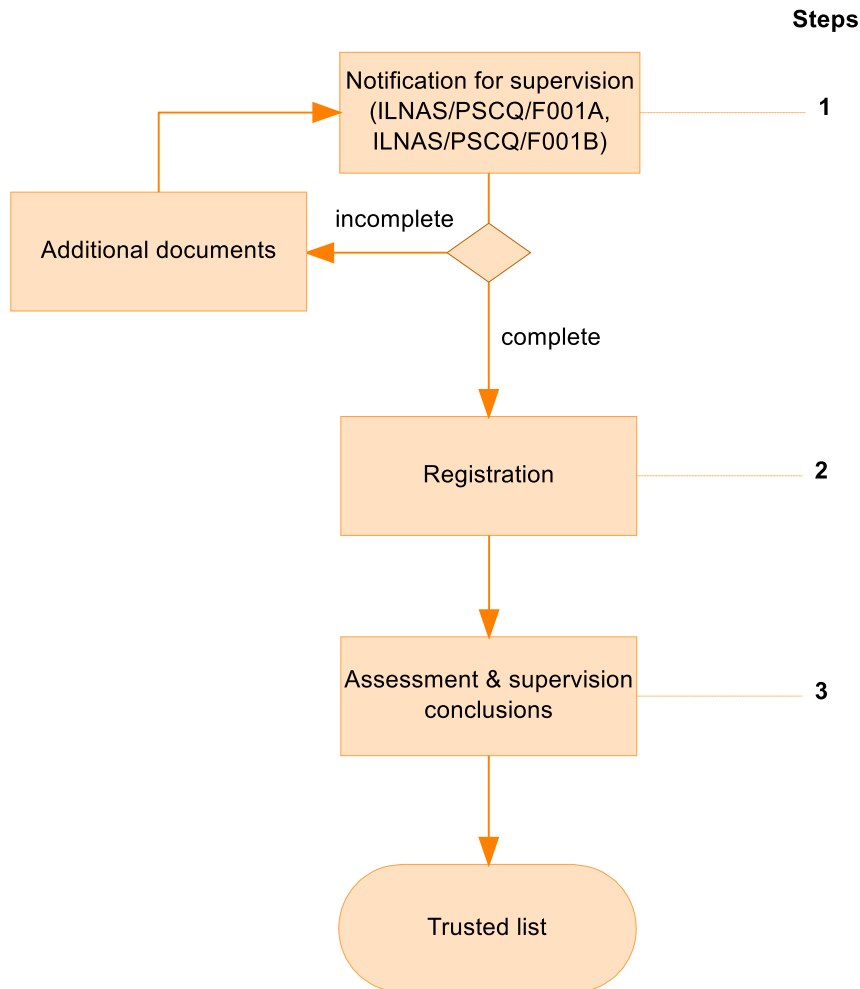 Steps
Notification for supervision
(ILNAS/PSCQ/F001A,
ILNAS/PSCQ/F001B)
1
incomplete
Additional documents
complete
Registration
2
Assessment & supervision
conclusions
3
Trusted list